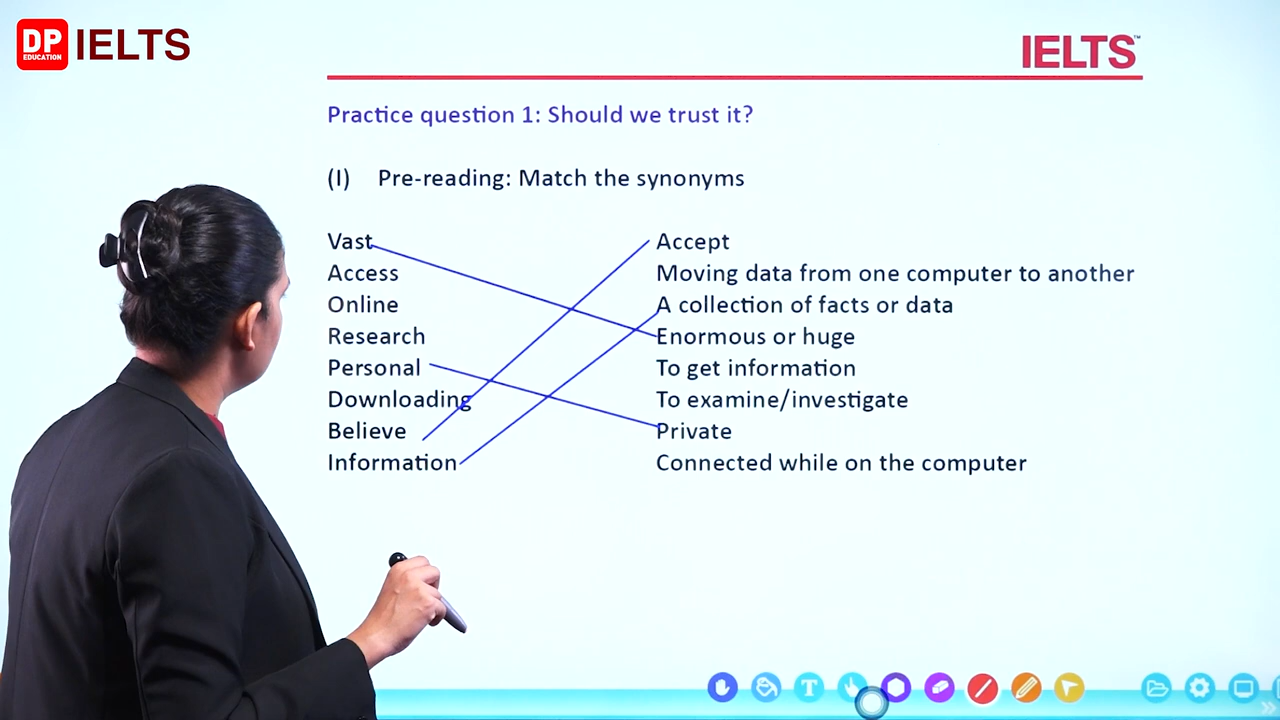 DP
EDUCATION
IELTS
IELTS™
Practice question 1: Should we trust it?
(I) Pre-reading: Match the synonyms
Vast Accept
Access Moving data from one computer to another
Online A collection of facts or data
Research Enormous or huge
Personal To get information
Downloading To examine/investigate
Believe Private
Information Connected while on the computer
T